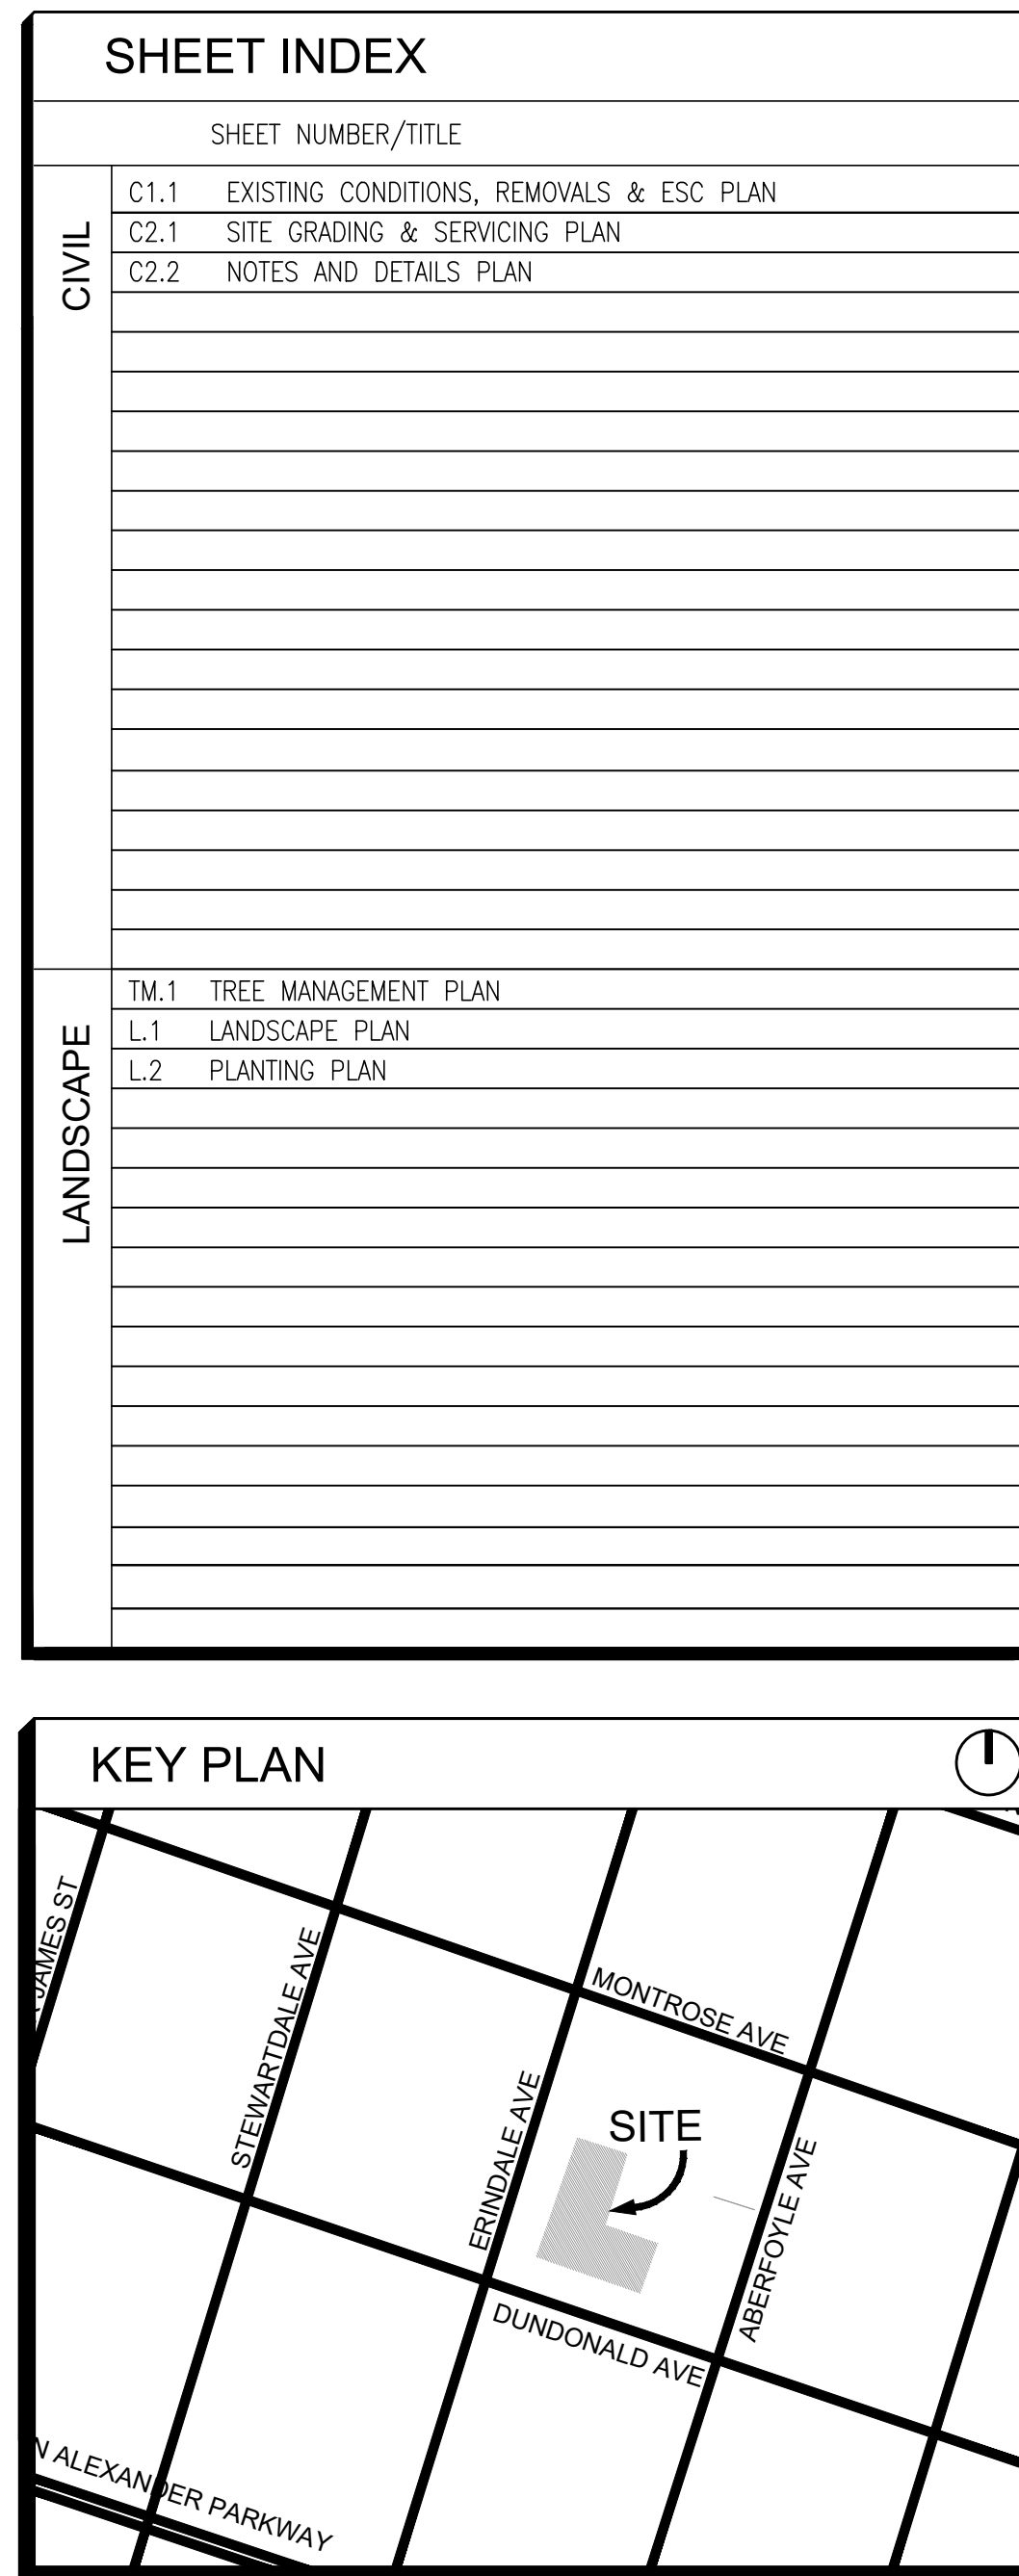 SHEET INDEX
SHEET NUMBER/TITLE
CIVIL
C1.1 EXISTING CONDITIONS, REMOVALS & ESC PLAN
C2.1 SITE GRADING & SERVICING PLAN
C2.2 NOTES AND DETAILS PLAN
LANDSCAPE
TM.1 TREE MANAGEMENT PLAN
L.1 LANDSCAPE PLAN
L.2 PLANTING PLAN
KEY PLAN
JAMES ST
STEWARTDALE AVE
MONTROSE AVE
ERINDALE AVE
SITE
ABERFOYLE AVE
DUNDONALD AVE
N ALEXANDER PARKWAY